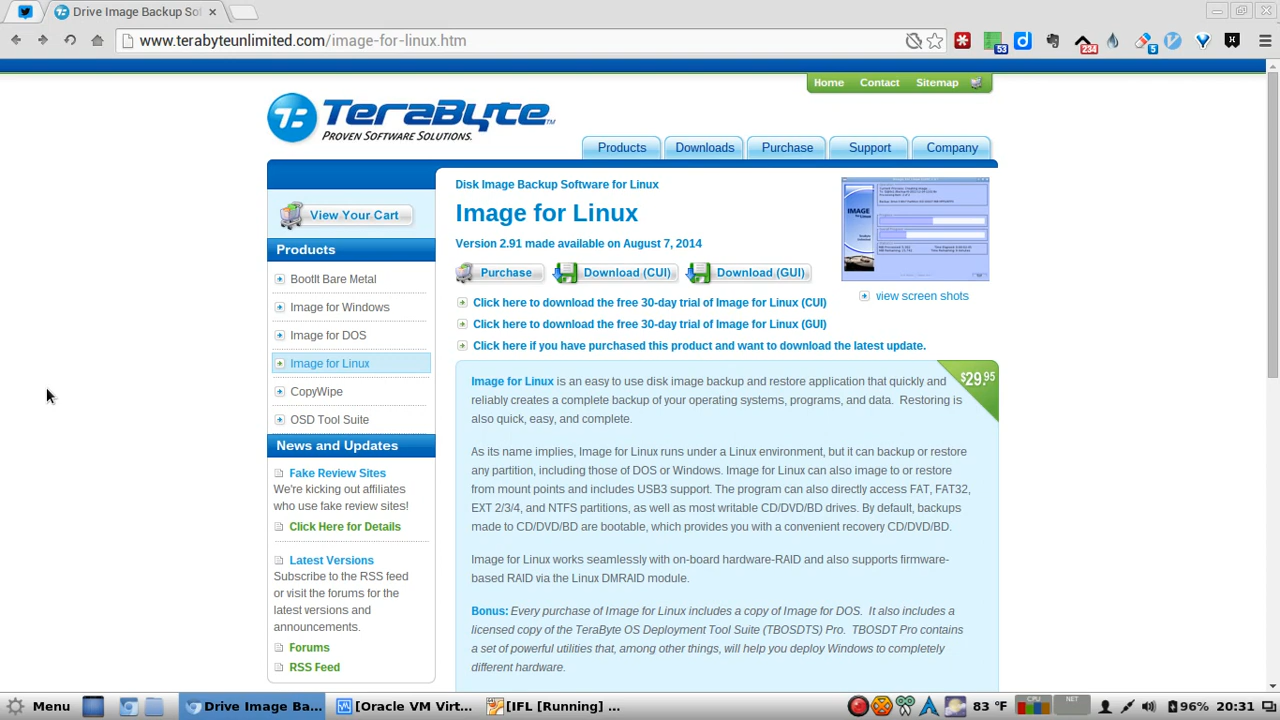 Drive Image Backup Sol
www.terabyteunlimited.com/image-for-linux.htm
53
234
5
Home Contact Sitemap
TeraByte
PROVEN SOFTWARE SOLUTIONS.
Products Downloads Purchase Support Company
View Your Cart
Products
BootIt Bare Metal
Image for Windows
Image for DOS
Image for Linux
CopyWipe
OSD Tool Suite
News and Updates
Fake Review Sites
We're kicking out affiliates
who use fake review sites!
Click Here for Details
Latest Versions
Subscribe to the RSS feed
or visit the forums for the
latest versions and
announcements.
Forums
RSS Feed
Disk Image Backup Software for Linux
Image for Linux
Version 2.91 made available on August 7, 2014
Purchase Download (CUI) Download (GUI)
Click here to download the free 30-day trial of Image for Linux (CUI)
Click here to download the free 30-day trial of Image for Linux (GUI)
Click here if you have purchased this product and want to download the latest update.
IMAGE
view screen shots
$29.95
Image for Linux is an easy to use disk image backup and restore application that quickly and
reliably creates a complete backup of your operating systems, programs, and data. Restoring is
also quick, easy, and complete.
As its name implies, Image for Linux runs under a Linux environment, but it can backup or restore
any partition, including those of DOS or Windows. Image for Linux can also image to or restore
from mount points and includes USB3 support. The program can also directly access FAT, FAT32,
EXT 2/3/4, and NTFS partitions, as well as most writable CD/DVD/BD drives. By default, backups
made to CD/DVD/BD are bootable, which provides you with a convenient recovery CD/DVD/BD.
Image for Linux works seamlessly with on-board hardware-RAID and also supports firmware-
based RAID via the Linux DMRAID module.
Bonus: Every purchase of Image for Linux includes a copy of Image for DOS. It also includes a
licensed copy of the TeraByte OS Deployment Tool Suite (TBOSDTS) Pro. TBOSDT Pro contains
a set of powerful utilities that, among other things, will help you deploy Windows to completely
different hardware.
Menu Drive Image Ba... [Oracle VM Virt... [IFL [Running] ... 83 °F CPU NET 96% 20:31